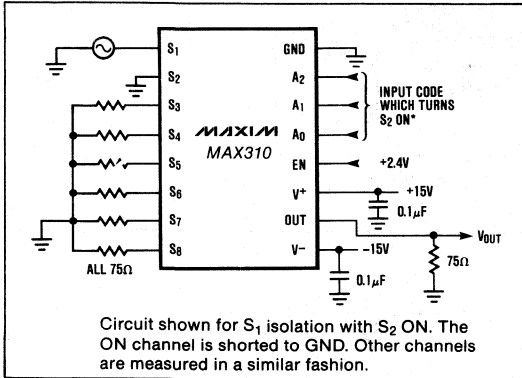 S1 GND
S2 A2
S3 A1
S4 A0
S5 EN +2.4V
S6 V+ +15V
S7 OUT VOUT
S8 V− −15V
MAXIM
MAX310
INPUT CODE
WHICH TURNS
S2 ON*
0.1µF
75Ω
0.1µF
ALL 75Ω
Circuit shown for S1 isolation with S2 ON. The
ON channel is shorted to GND. Other channels
are measured in a similar fashion.